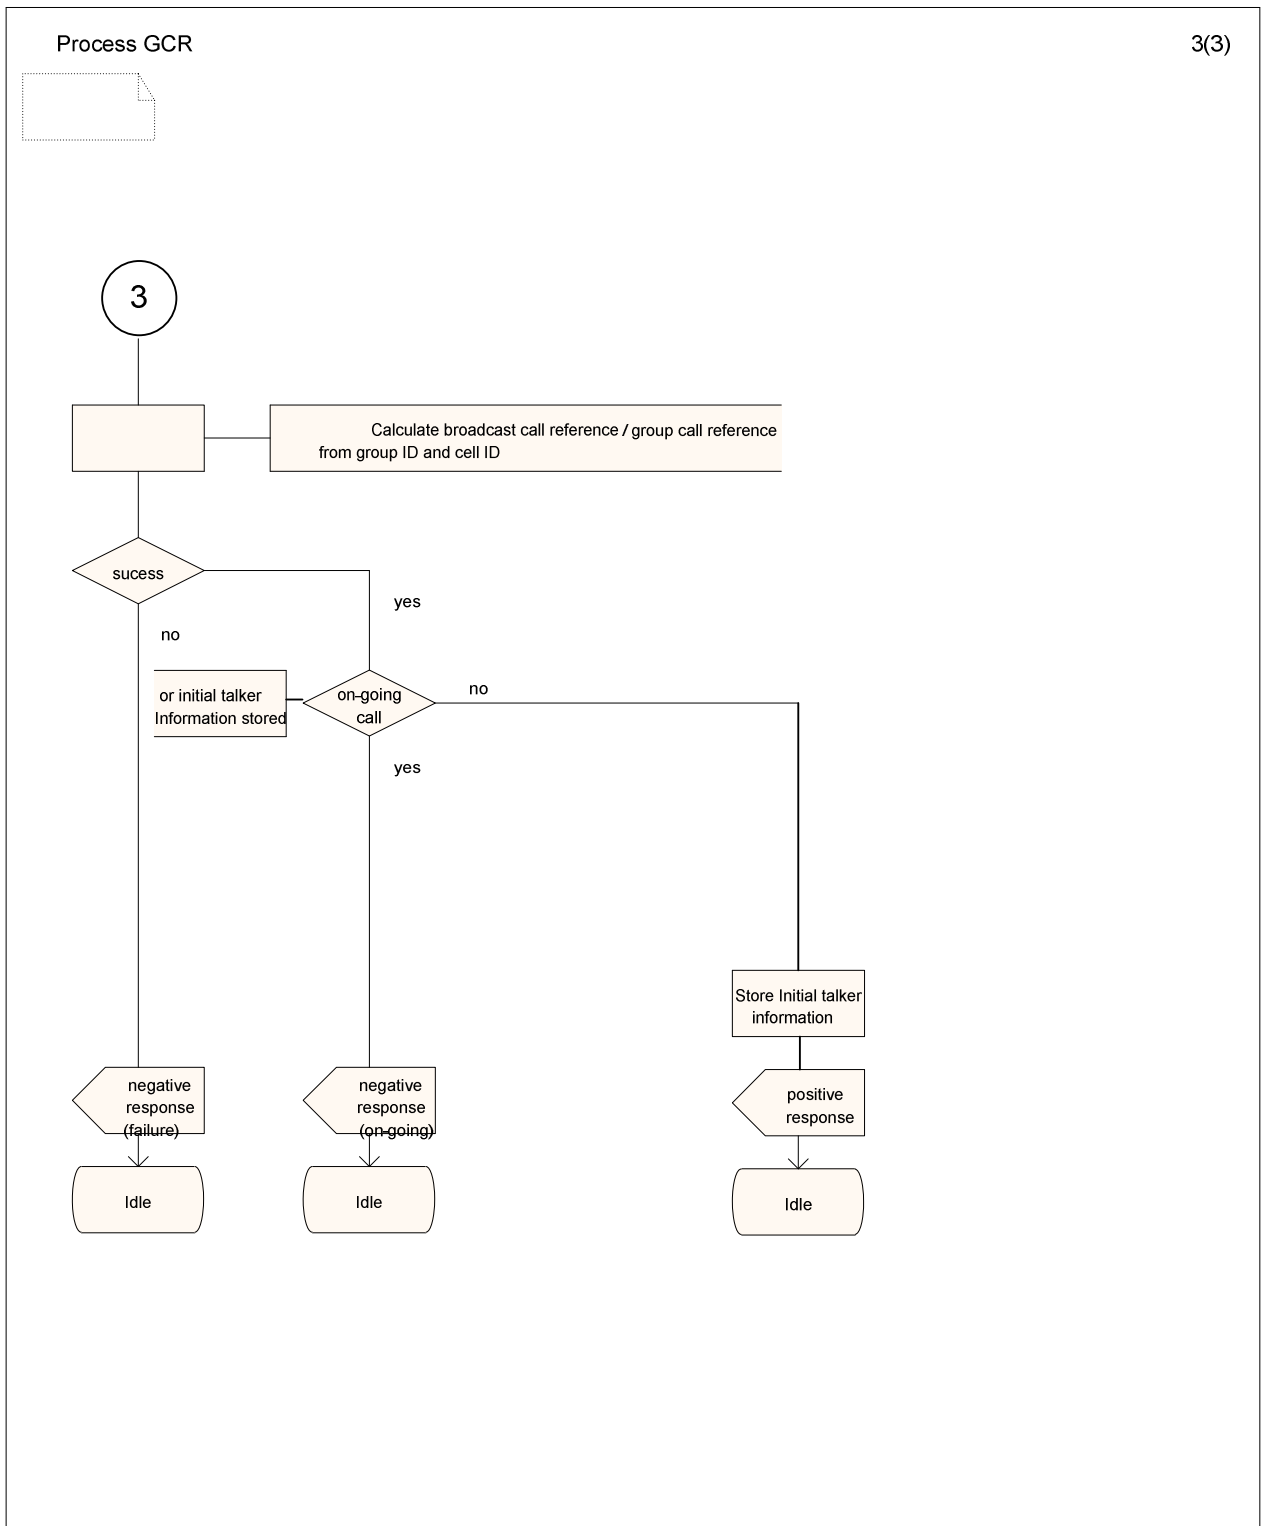 Process GCR
3(3)
3
Calculate broadcast call reference / group call reference
from group ID and cell ID
sucess
yes
no
or initial talker
Information stored
on-going
call
no
yes
Store Initial talker
information
negative
response
(failure)
negative
response
(on-going)
positive
response
Idle
Idle
Idle